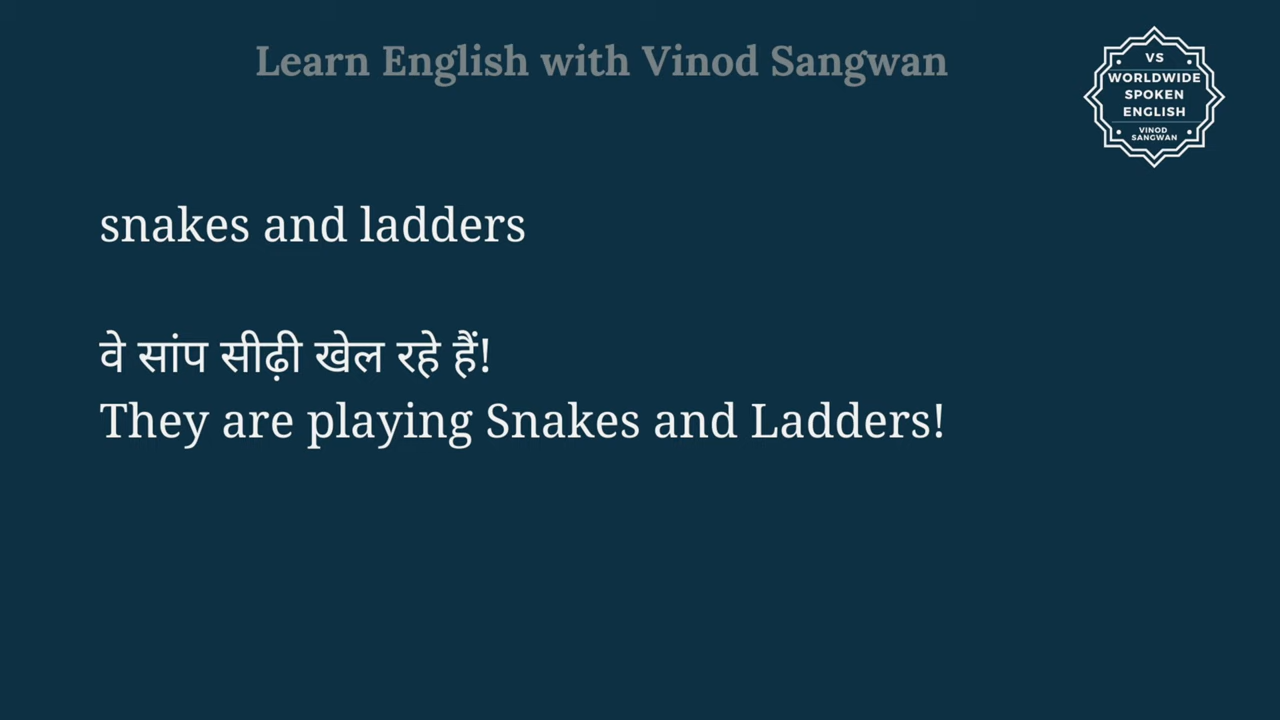 Learn English with Vinod Sangwan
VS
WORLDWIDE
SPOKEN
ENGLISH
VINOD
SANGWAN
snakes and ladders
वे सांप सीढ़ी खेल रहे हैं!
They are playing Snakes and Ladders!